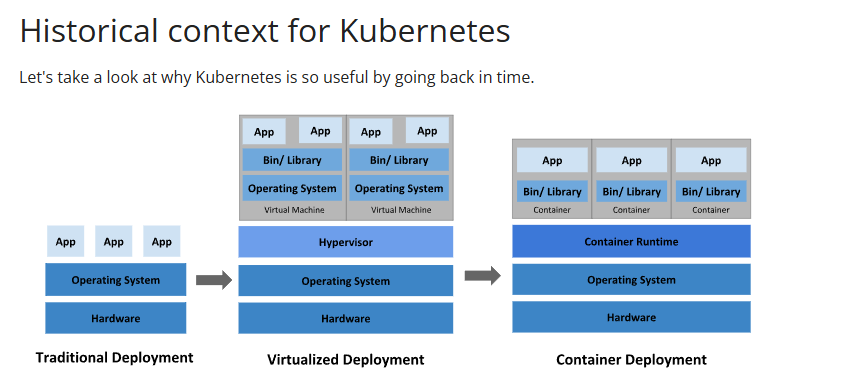 Historical context for Kubernetes
Let's take a look at why Kubernetes is so useful by going back in time.
App App App
Operating System
Hardware
Traditional Deployment
App App App App
Bin/ Library Bin/ Library
Operating System Operating System
Virtual Machine Virtual Machine
Hypervisor
Operating System
Hardware
Virtualized Deployment
App App App
Bin/ Library Bin/ Library Bin/ Library
Container Container Container
Container Runtime
Operating System
Hardware
Container Deployment